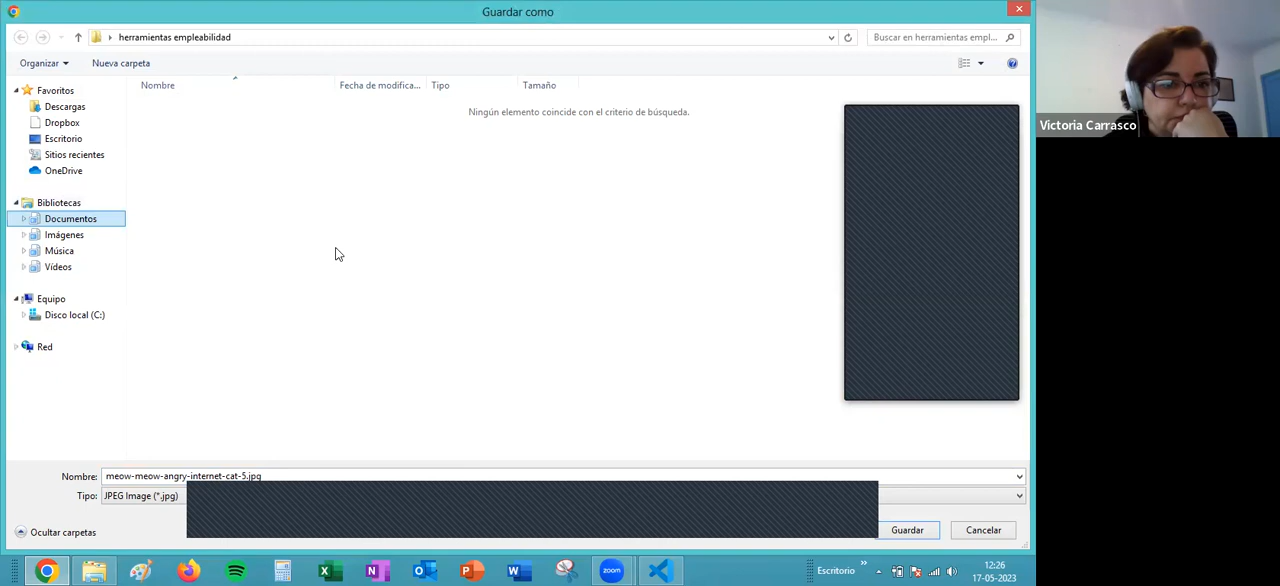 Guardar como
herramientas empleabilidad
Buscar en herramientas empl...
Organizar
Nueva carpeta
Nombre
Fecha de modifica...
Tipo
Tamaño
Ningún elemento coincide con el criterio de búsqueda.
Favoritos
Descargas
Dropbox
Escritorio
Sitios recientes
OneDrive
Bibliotecas
Documentos
Imágenes
Música
Vídeos
Equipo
Disco local (C:)
Red
Victoria Carrasco
Nombre: meow-meow-angry-internet-cat-5.jpg
Tipo: JPEG Image (*.jpg)
Ocultar carpetas
Guardar
Cancelar
zoom
Escritorio
12:26
17-05-2023